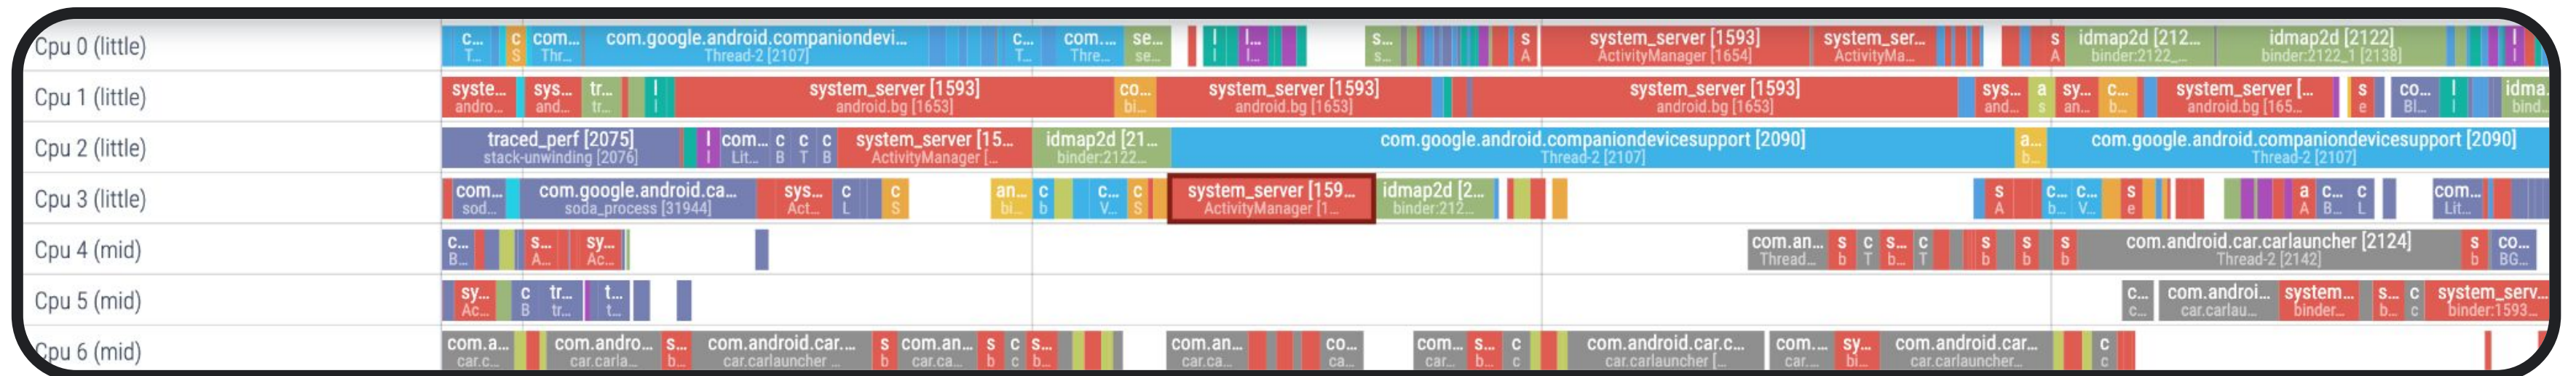 Cpu 0 (little)
c... c com... com.google.android.companiondevi... c... com.... se... l l... s... s system_server [1593] system_ser... s idmap2d [212... idmap2d [2122] l
T... S Thr... Thread-2 [2107] T... Thre... se... l l... s... A ActivityManager [1654] ActivityMa... A binder:2122_... binder:2122_1 [2138] l
Cpu 1 (little)
syste... sys... tr... l system_server [1593] co... system_server [1593] system_server [1593] sys... a sy... c... system_server [... s co... l idma.
andro... and... tr... l android.bg [1653] bi... android.bg [1653] android.bg [1653] and... s an... b... android.bg [165... e Bl... l bind..
Cpu 2 (little)
traced_perf [2075] l com... c c c system_server [15... idmap2d [21... com.google.android.companiondevicesupport [2090] a... com.google.android.companiondevicesupport [2090]
stack-unwinding [2076] l Lit... B T B ActivityManager [... binder:2122... Thread-2 [2107] b... Thread-2 [2107]
Cpu 3 (little)
com... com.google.android.ca... sys... c c an... c c... c system_server [159... idmap2d [2... s c... c... s a c... c com...
sod... soda_process [31944] Act... L S bi... b V... S ActivityManager [1... binder:212... A b... V... e A B... L Lit...
Cpu 4 (mid)
c... s... sy... com.an... s c s... c s s s com.android.car.carlauncher [2124] s co...
B... A... Ac... Thread... b T b... T b b b Thread-2 [2142] b BG...
Cpu 5 (mid)
sy... c tr... t... c... com.androi... system... s... c system_serv...
Ac... B tr... t... c... car.carlau... binder... b... c binder:1593...
Cpu 6 (mid)
com.a... com.andro... s... com.android.car.... s com.an... s c s... com.an... co... com... s... c com.android.car.c... com.... sy... com.android.car... c
car.c... car.carla... b... car.carlauncher ... b car.ca... b c b... car.ca... ca... car... b... c car.carlauncher [... car.... bi... car.carlauncher... c